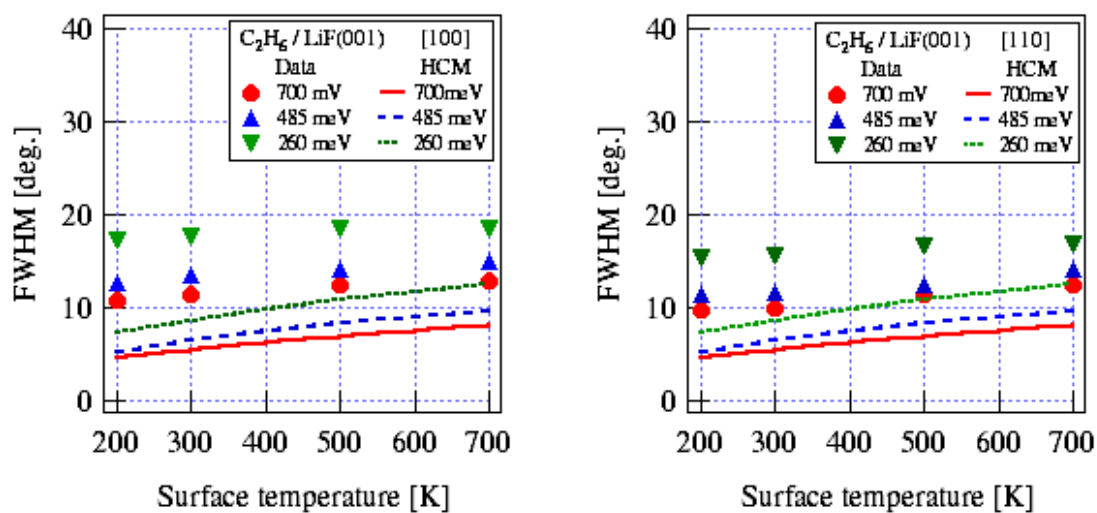 40
30
20
10
0
FWHM [deg.]
C₂H₆ / LiF(001) [100]
Data HCM
700 mV 700meV
485 meV 485 meV
260 meV 260 meV
200 300 400 500 600 700
Surface temperature [K]
40
30
20
10
0
FWHM [deg.]
C₂H₆ / LiF(001) [110]
Data HCM
700 mV 700meV
485 meV 485 meV
260 meV 260 meV
200 300 400 500 600 700
Surface temperature [K]